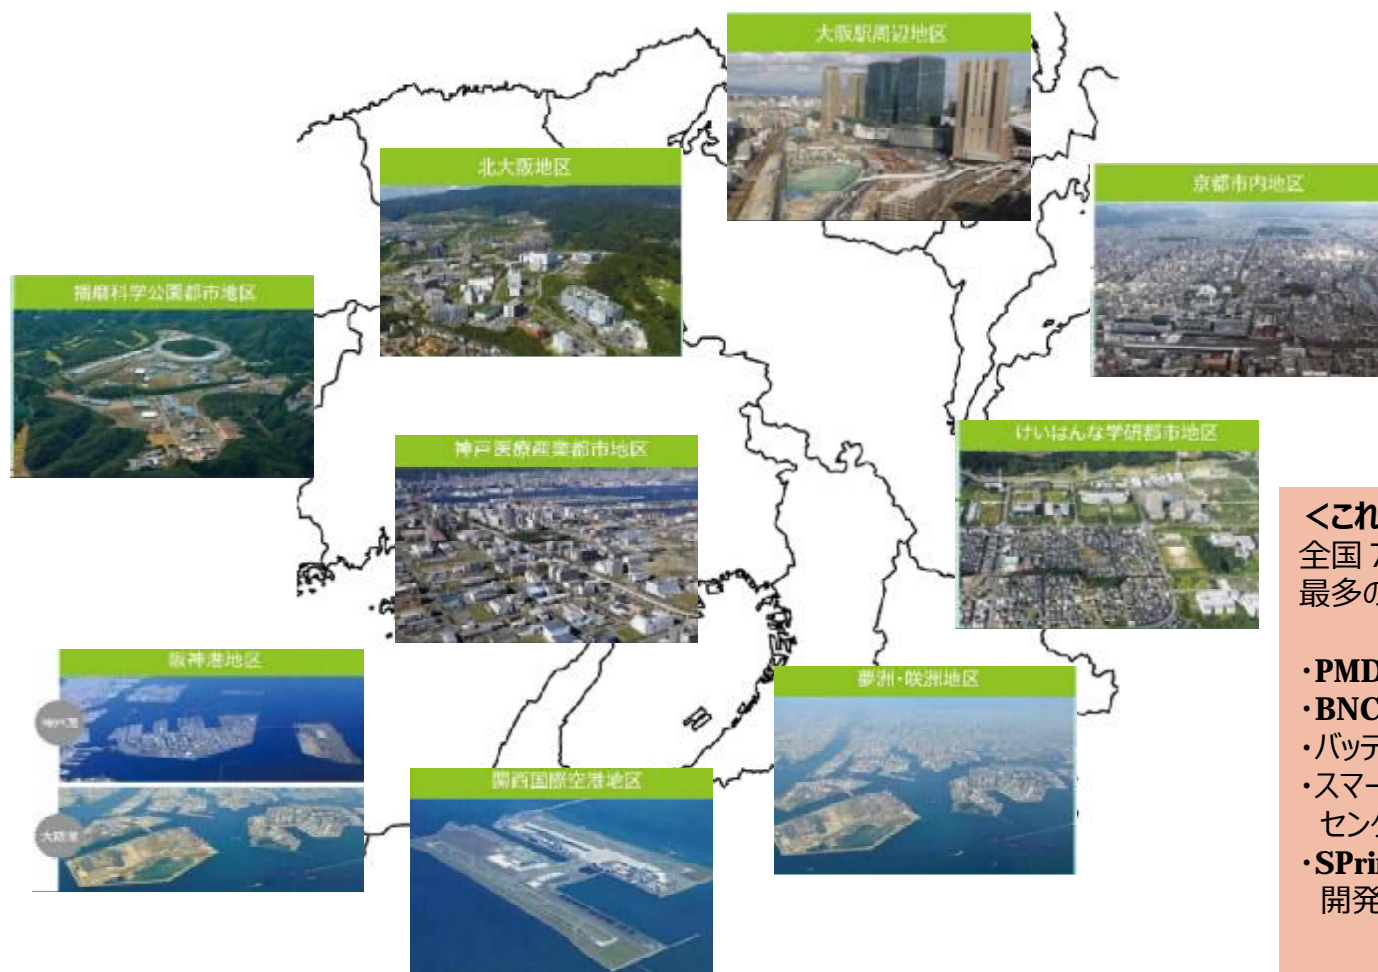 大阪駅周辺地区
北大阪地区
京都市内地区
播磨科学公園都市地区
けいはんな学研都市地区
神戸医療産業都市地区
阪神港地区
神戸港
大阪港
夢洲・咲洲地区
関西国際空港地区
＜これ
全国 7
最多の
・PMD
・BNC
・バッテ
・スマー
センタ
・SPri
開発